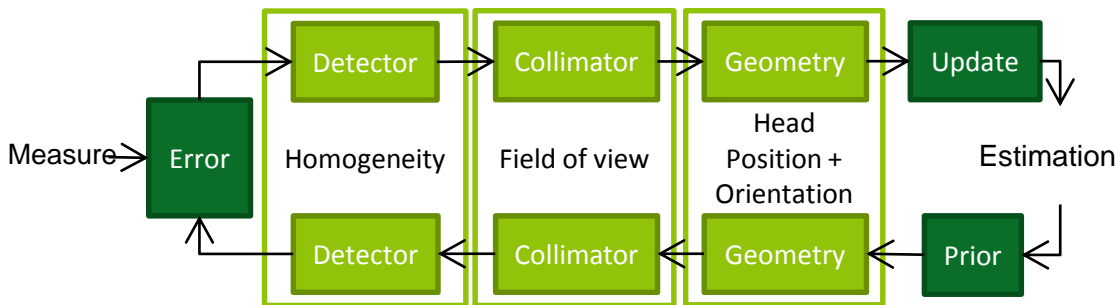 Detector
Collimator
Geometry
Update
Measure
Error
Homogeneity
Field of view
Head
Position +
Orientation
Estimation
Detector
Collimator
Geometry
Prior